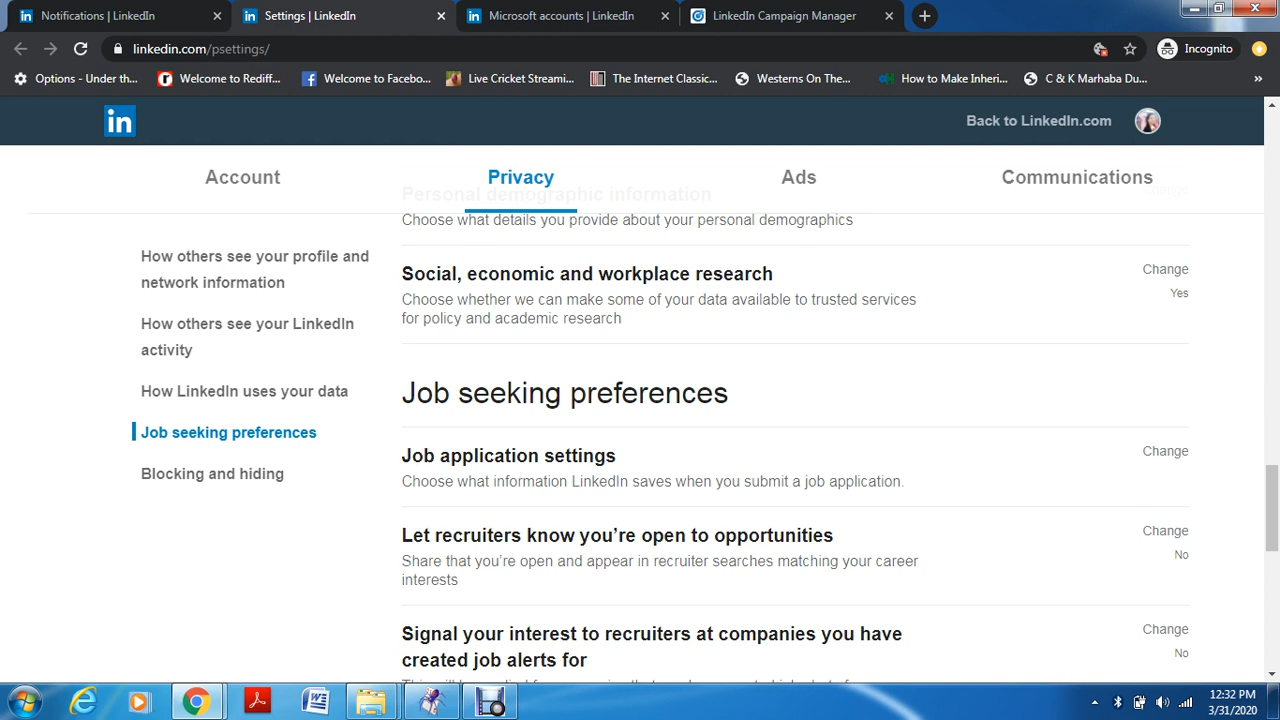 Notifications | LinkedIn
Settings | LinkedIn
Microsoft accounts | LinkedIn
LinkedIn Campaign Manager
linkedin.com/psettings/
Incognito
Options - Under th...
Welcome to Rediff...
Welcome to Facebo...
Live Cricket Streami...
The Internet Classic...
Westerns On The...
How to Make Inheri...
C & K Marhaba Du...
»
in
Back to LinkedIn.com
Account
Privacy
Ads
Communications
Personal demographic information
Choose what details you provide about your personal demographics
How others see your profile and
network information
How others see your LinkedIn
activity
How LinkedIn uses your data
Job seeking preferences
Blocking and hiding
Social, economic and workplace research
Change
Choose whether we can make some of your data available to trusted services
for policy and academic research
Yes
Job seeking preferences
Job application settings
Change
Choose what information LinkedIn saves when you submit a job application.
Let recruiters know you're open to opportunities
Change
Share that you're open and appear in recruiter searches matching your career
interests
No
Signal your interest to recruiters at companies you have
created job alerts for
Change
No
12:32 PM
3/31/2020